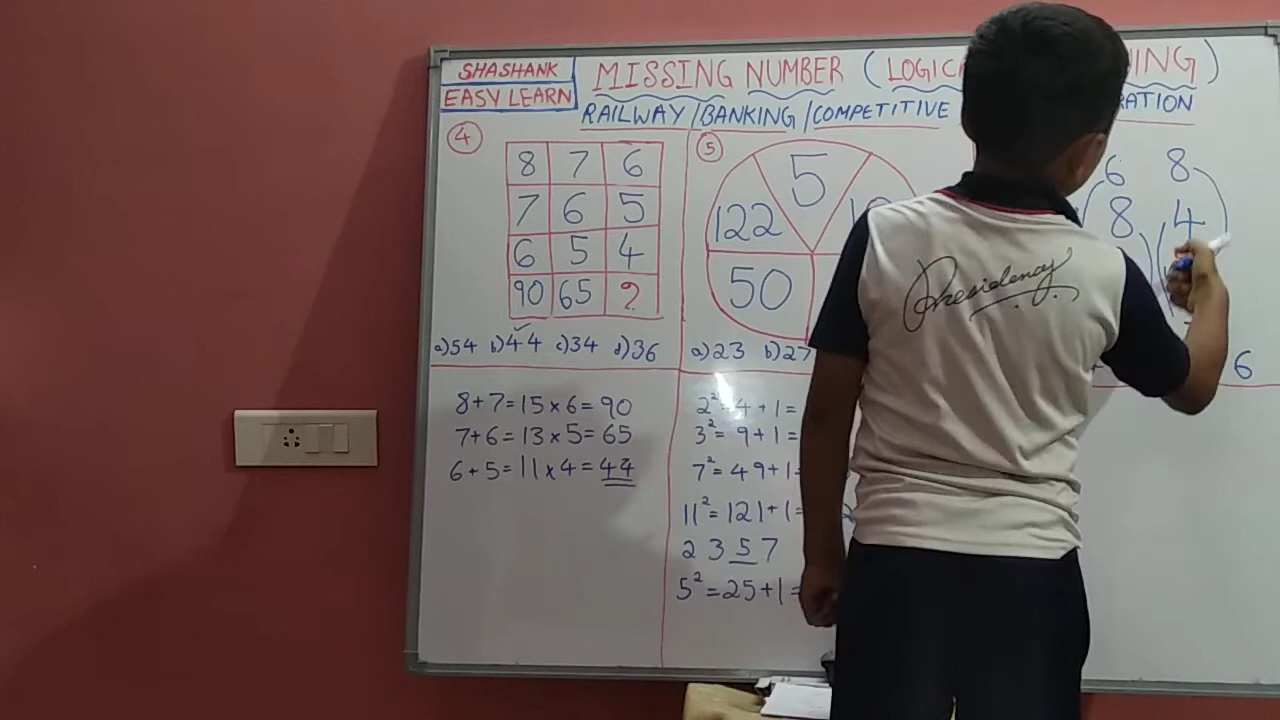 SHASHANK
EASY LEARN
MISSING NUMBER (
RAILWAY/BANKING/COMPETITIVE
4
8 7 6
7 6 5
6 5 4
90 65 ?
a)54 b)44 c)34 d)36
8+7=15×6=90
7+6=13×5=65
6+5=11×4=44
5
5
122
50
a)23 b)27
2²=4+1=
3²=9+1=
7²=49+1=
11²=121+1=
2 3 5 7
5²=25+1=
6 8
8 4
6
Presidency